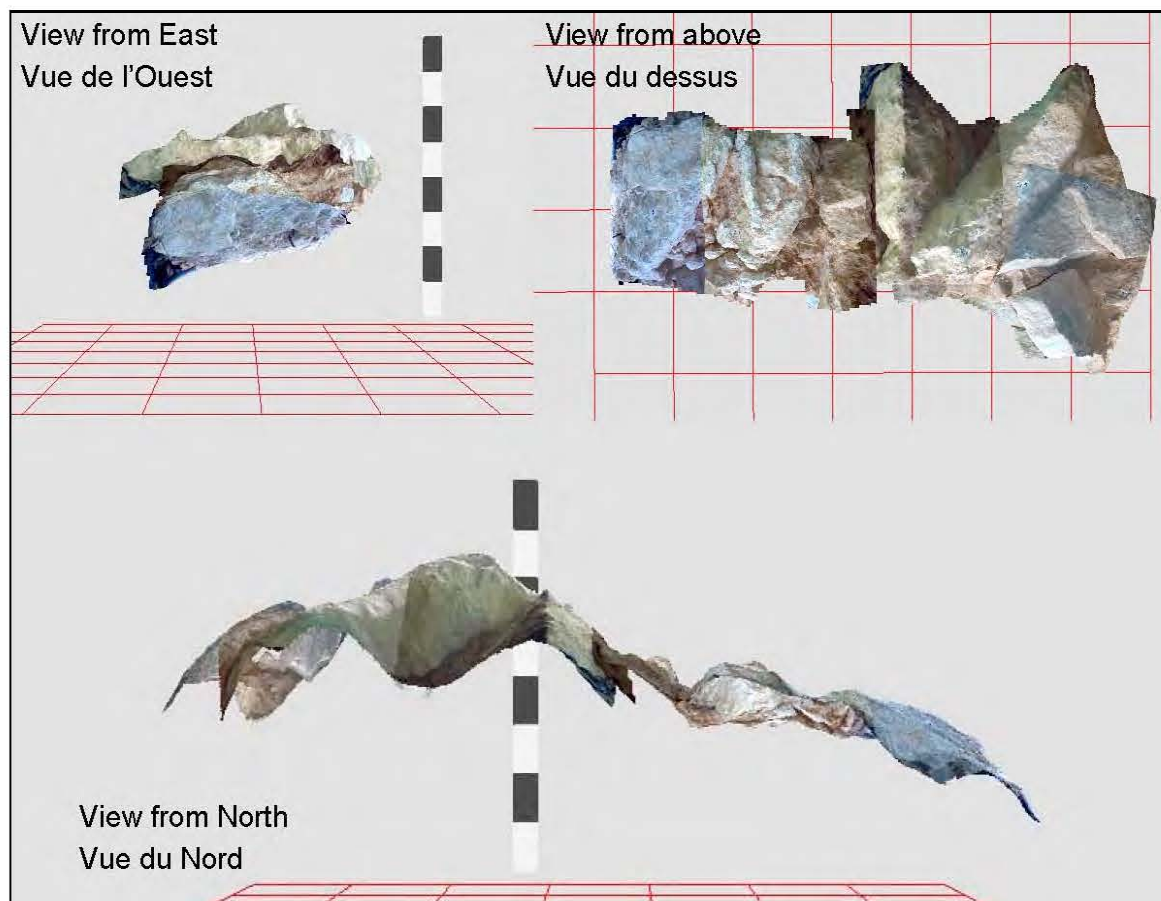 View from East
Vue de l'Ouest
View from above
Vue du dessus
View from North
Vue du Nord